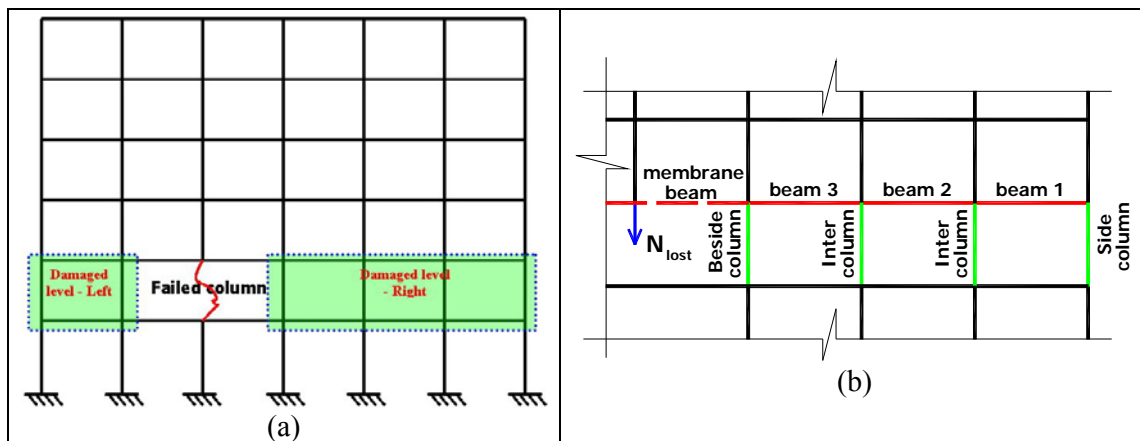 Damaged
level - Left
Failed column
Damaged level
- Right
(a)
membrane
beam
beam 3
beam 2
beam 1
N lost
Beside
column
Inter
column
Inter
column
Side
column
(b)